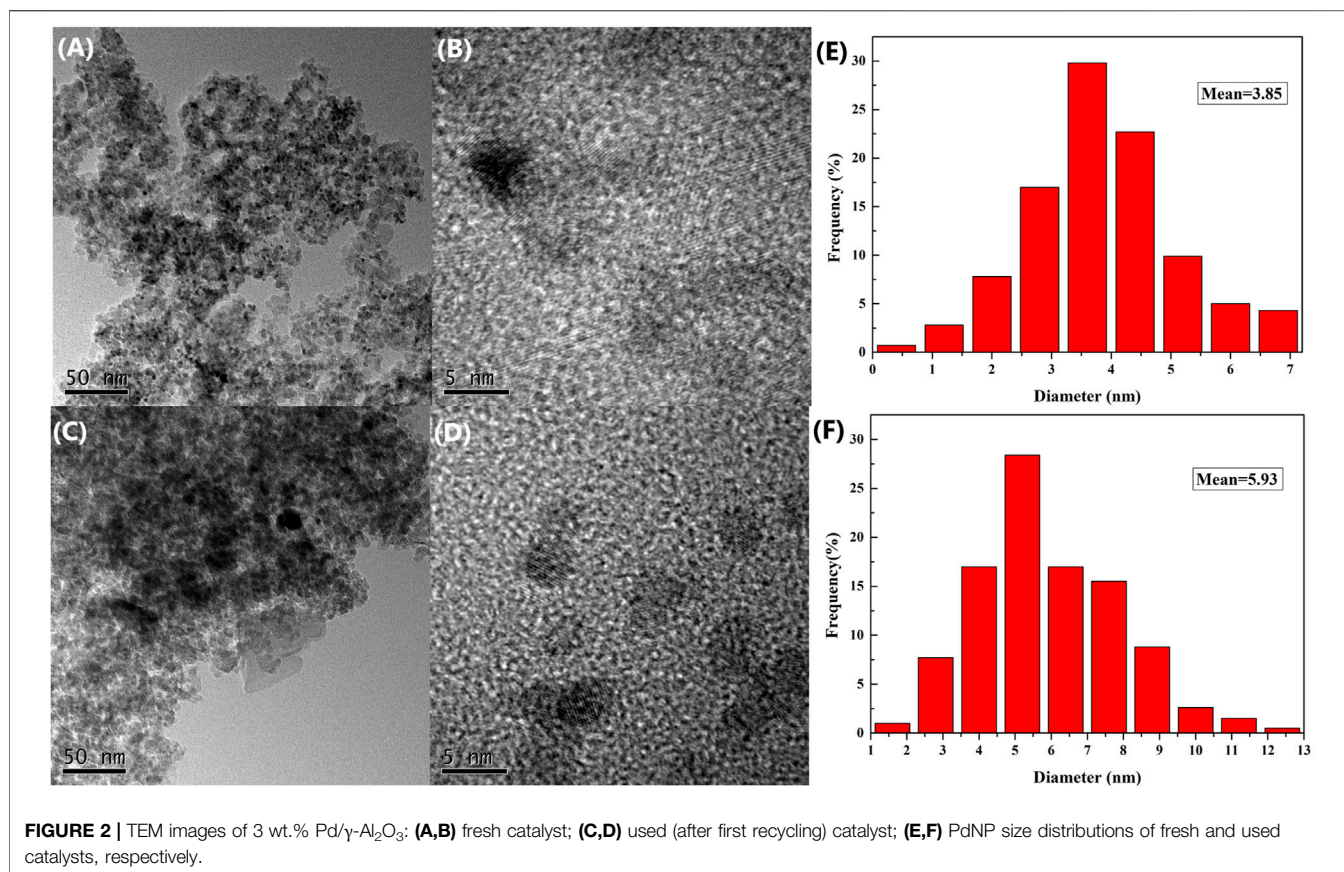 (A)
50 nm
(B)
5 nm
(C)
50 nm
(D)
5 nm
(E)
Mean=3.85
Frequency (%)
30
25
20
15
10
5
0
0 1 2 3 4 5 6 7
Diameter (nm)
(F)
Mean=5.93
Frequency(%)
30
25
20
15
10
5
0
1 2 3 4 5 6 7 8 9 10 11 12 13
Diameter (nm)
FIGURE 2 | TEM images of 3 wt.% Pd/γ-Al₂O₃: (A,B) fresh catalyst; (C,D) used (after first recycling) catalyst; (E,F) PdNP size distributions of fresh and used
catalysts, respectively.